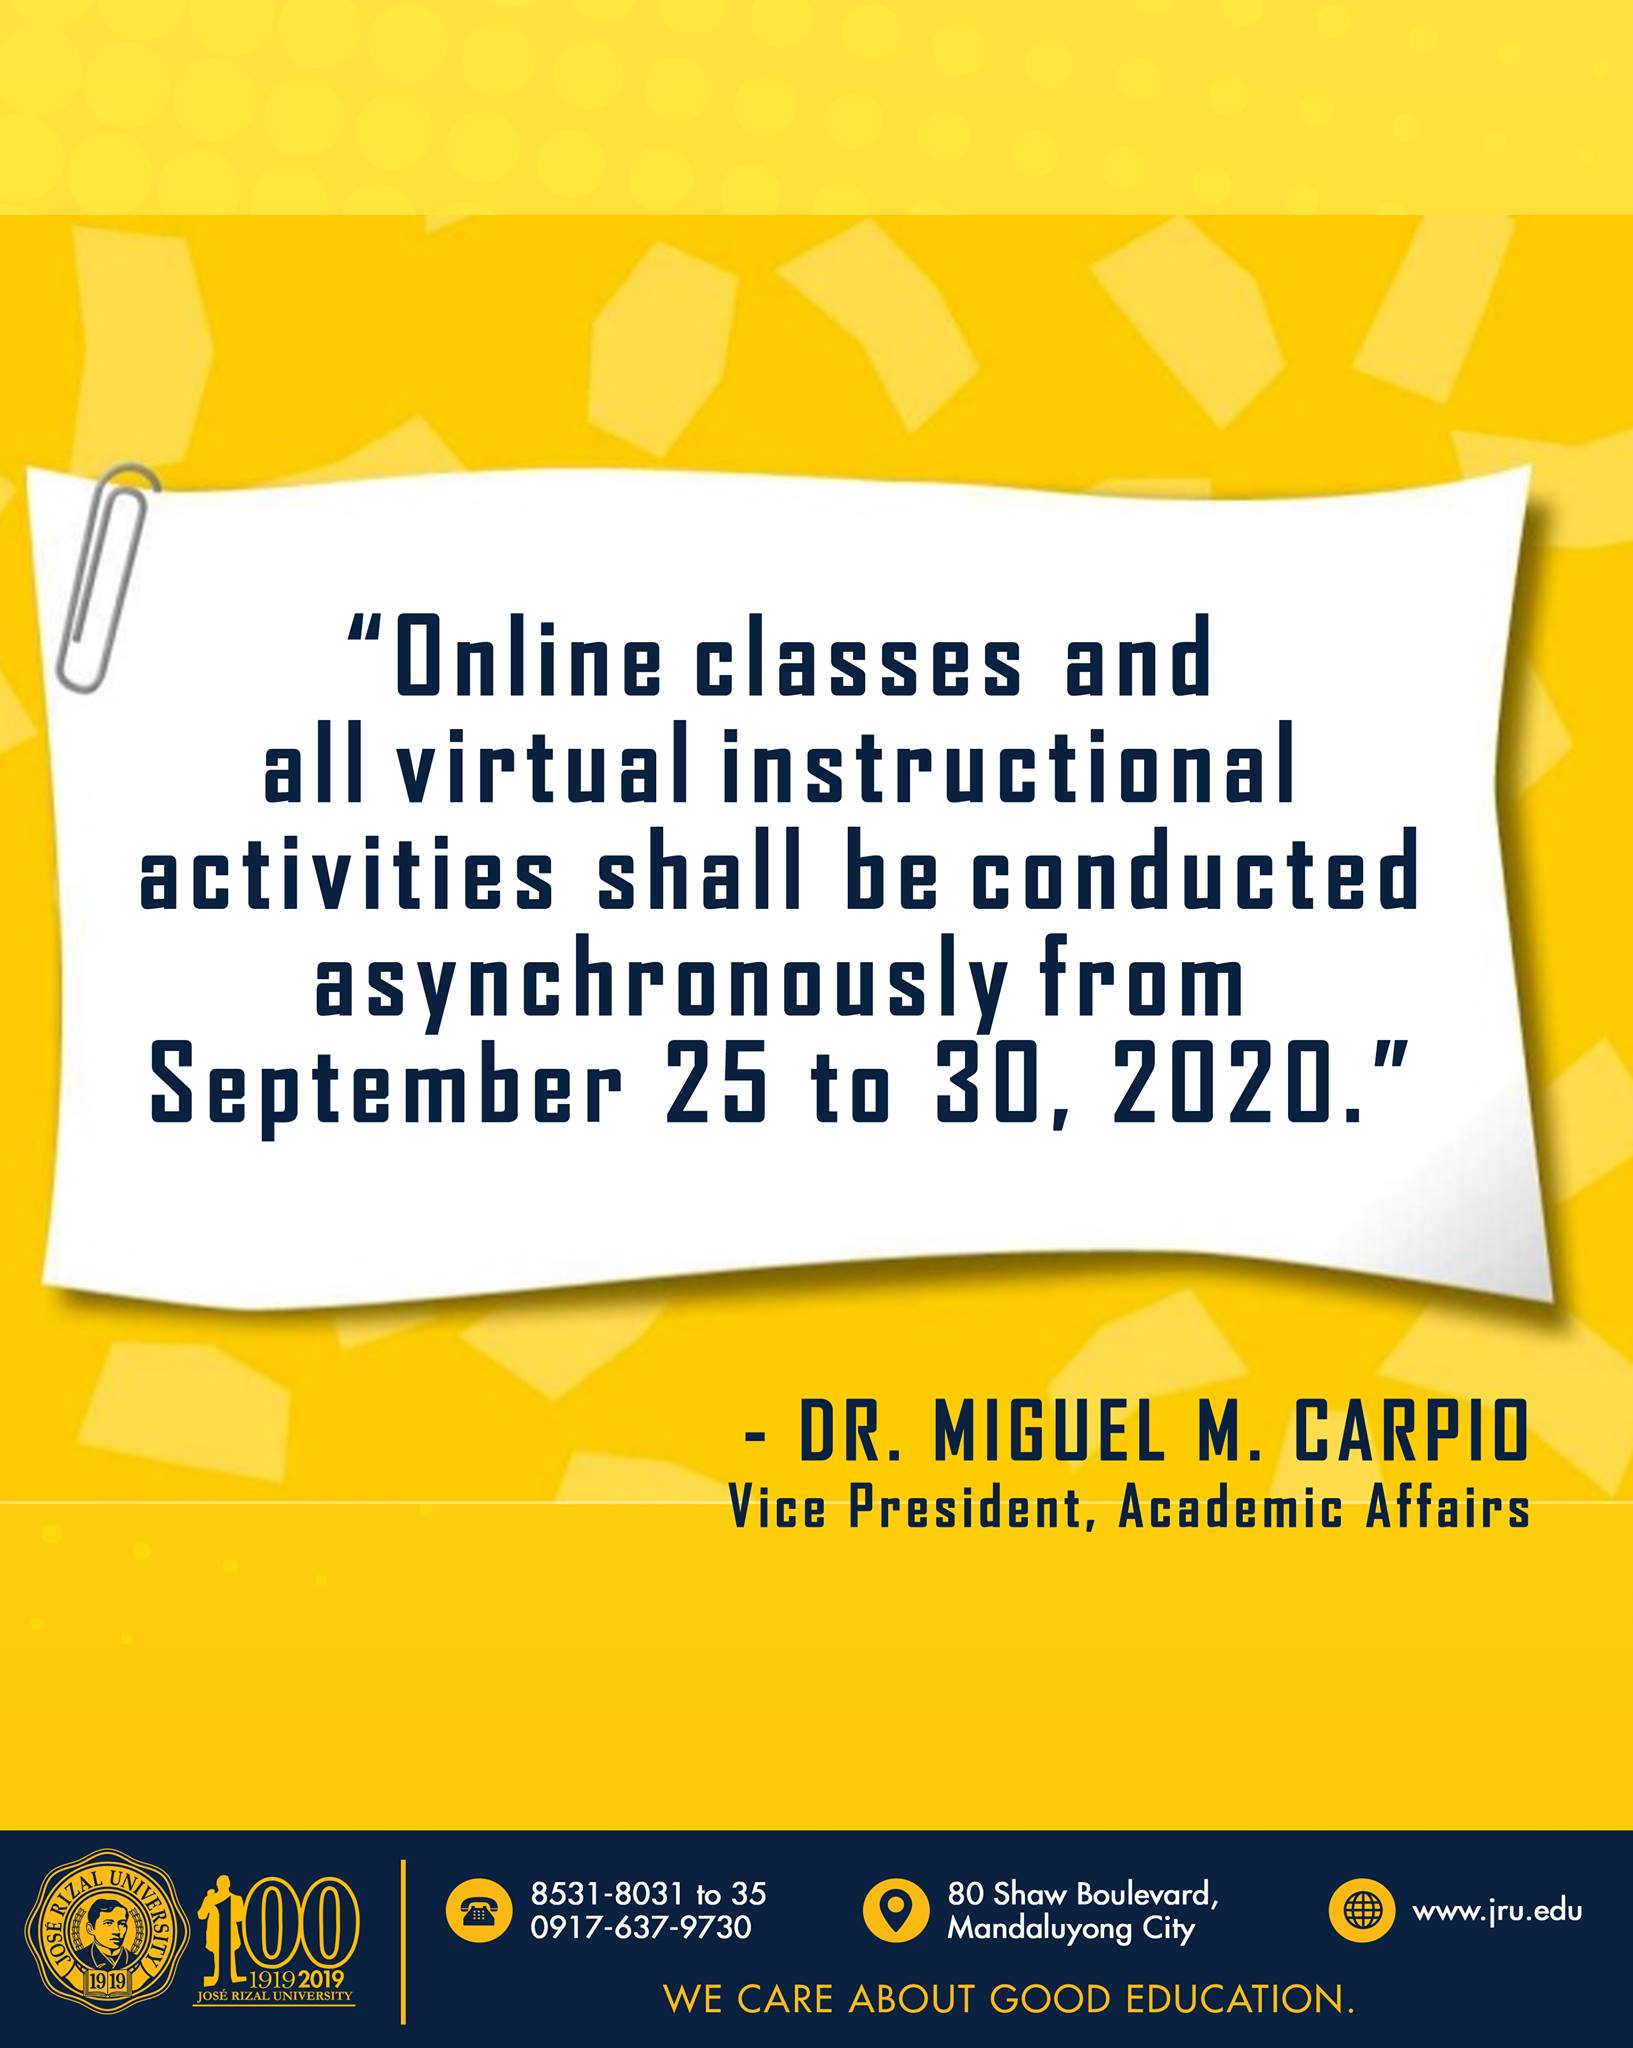 “Online classes and
all virtual instructional
activities shall be conducted
asynchronously from
September 25 to 30, 2020.”
- DR. MIGUEL M. CARPIO
Vice President, Academic Affairs
JOSÉ RIZAL UNIVERSITY
1919
100
1919 2019
JOSÉ RIZAL UNIVERSITY
8531-8031 to 35
0917-637-9730
80 Shaw Boulevard,
Mandaluyong City
www.jru.edu
WE CARE ABOUT GOOD EDUCATION.